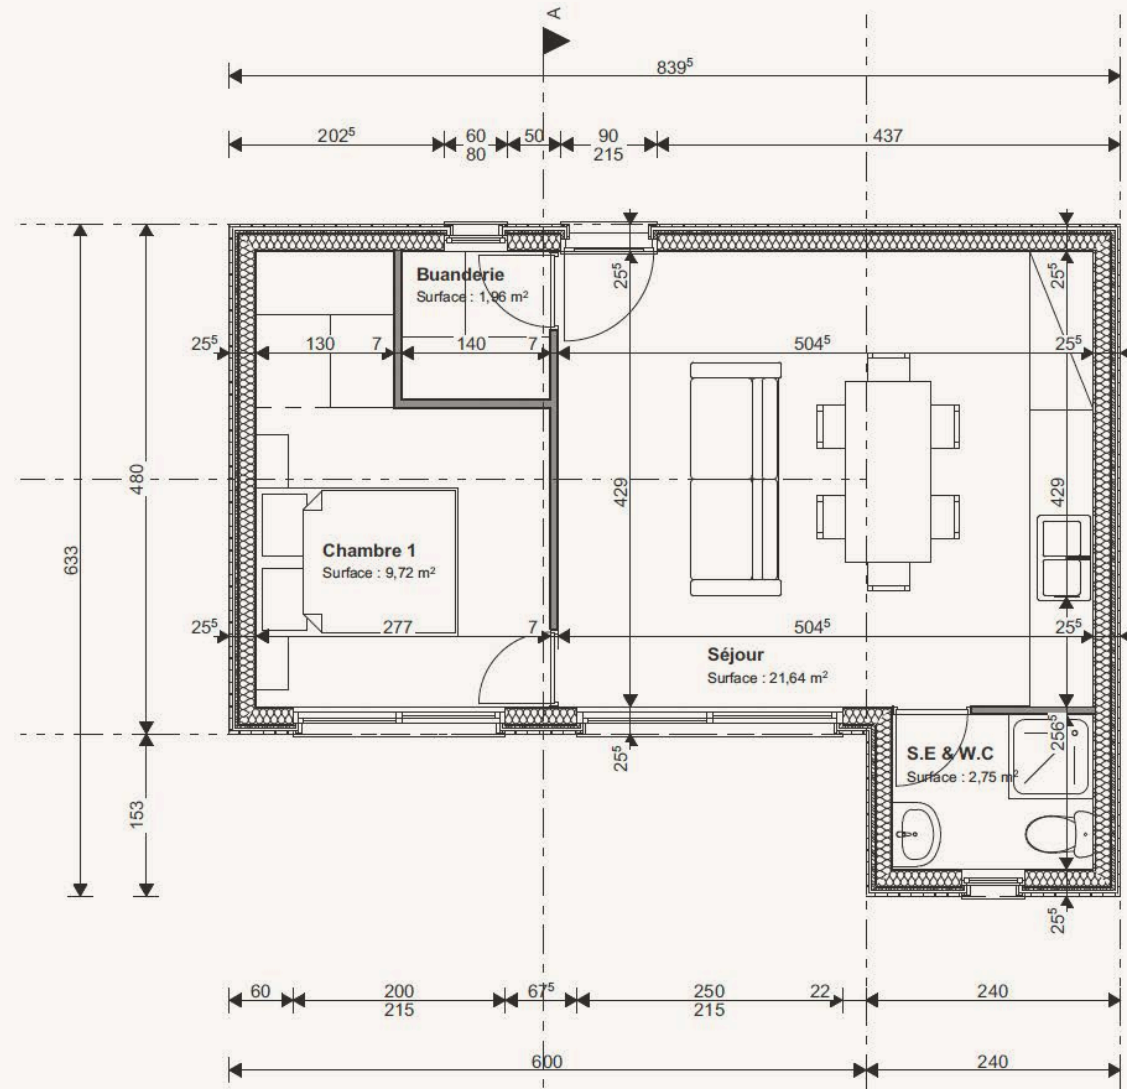 A
839⁵
202⁵ 60 50 90 437
80 215
Buanderie
Surface : 1,96 m²
25⁵ 25⁵
25⁵ 130 7 140 7 504⁵ 25⁵
480 429 429
633
Chambre 1
Surface : 9,72 m²
25⁵ 277 7 504⁵ 25⁵
Séjour
Surface : 21,64 m²
25⁵ 256⁵
S.E & W.C
Surface : 2,75 m²
153
25⁵
60 200 67⁵ 250 22 240
215 215
600 240